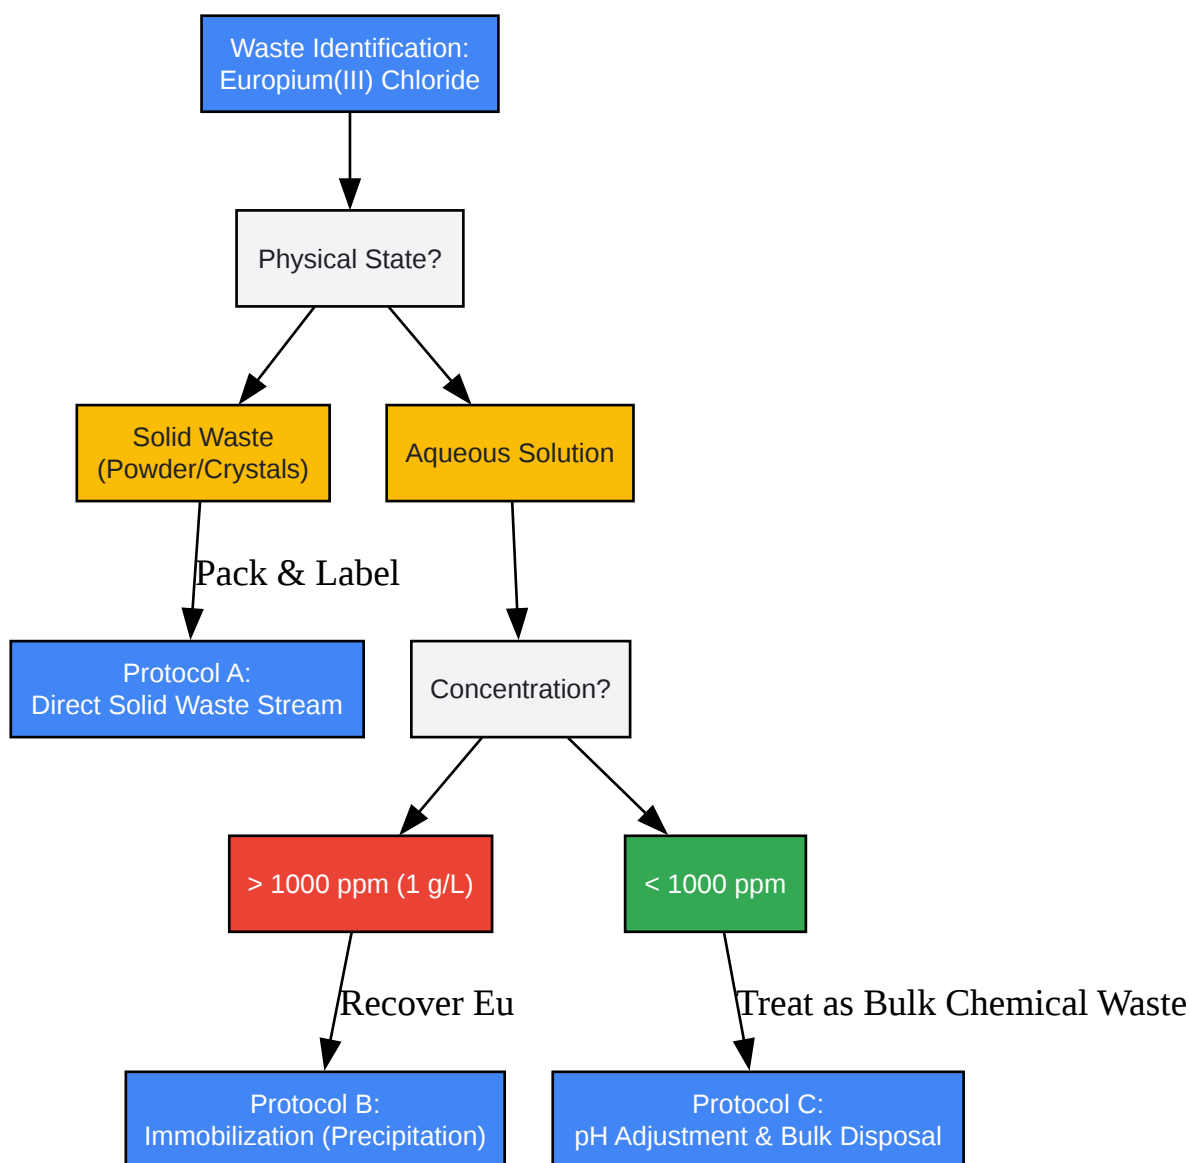 Waste Identification:
Europium(III) Chloride
Physical State?
Solid Waste
(Powder/Crystals)
Aqueous Solution
Pack & Label
Protocol A:
Direct Solid Waste Stream
Concentration?
> 1000 ppm (1 g/L)
< 1000 ppm
Recover Eu
Treat as Bulk Chemical Waste
Protocol B:
Immobilization (Precipitation)
Protocol C:
pH Adjustment & Bulk Disposal